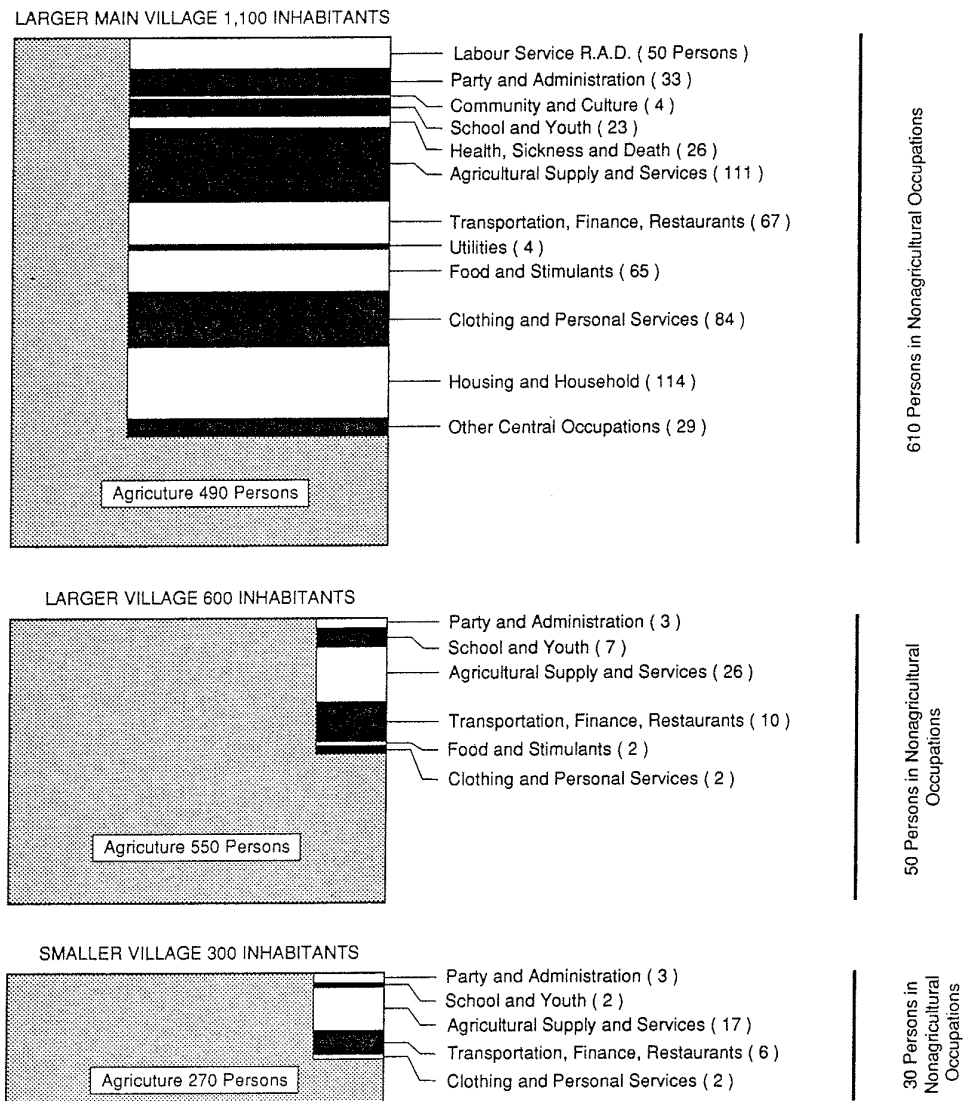 LARGER MAIN VILLAGE 1,100 INHABITANTS
Labour Service R.A.D. ( 50 Persons )
Party and Administration ( 33 )
Community and Culture ( 4 )
School and Youth ( 23 )
Health, Sickness and Death ( 26 )
Agricultural Supply and Services ( 111 )
Transportation, Finance, Restaurants ( 67 )
Utilities ( 4 )
Food and Stimulants ( 65 )
Clothing and Personal Services ( 84 )
Housing and Household ( 114 )
Other Central Occupations ( 29 )
Agricuture 490 Persons
610 Persons in Nonagricultural Occupations
LARGER VILLAGE 600 INHABITANTS
Party and Administration ( 3 )
School and Youth ( 7 )
Agricultural Supply and Services ( 26 )
Transportation, Finance, Restaurants ( 10 )
Food and Stimulants ( 2 )
Clothing and Personal Services ( 2 )
Agricuture 550 Persons
50 Persons in Nonagricultural
Occupations
SMALLER VILLAGE 300 INHABITANTS
Party and Administration ( 3 )
School and Youth ( 2 )
Agricultural Supply and Services ( 17 )
Transportation, Finance, Restaurants ( 6 )
Clothing and Personal Services ( 2 )
Agricuture 270 Persons
30 Persons in
Nonagricultural
Occupations